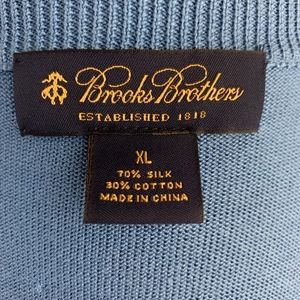 Brooks Brothers
ESTABLISHED 1818
XL
70% SILK
30% COTTON
MADE IN CHINA